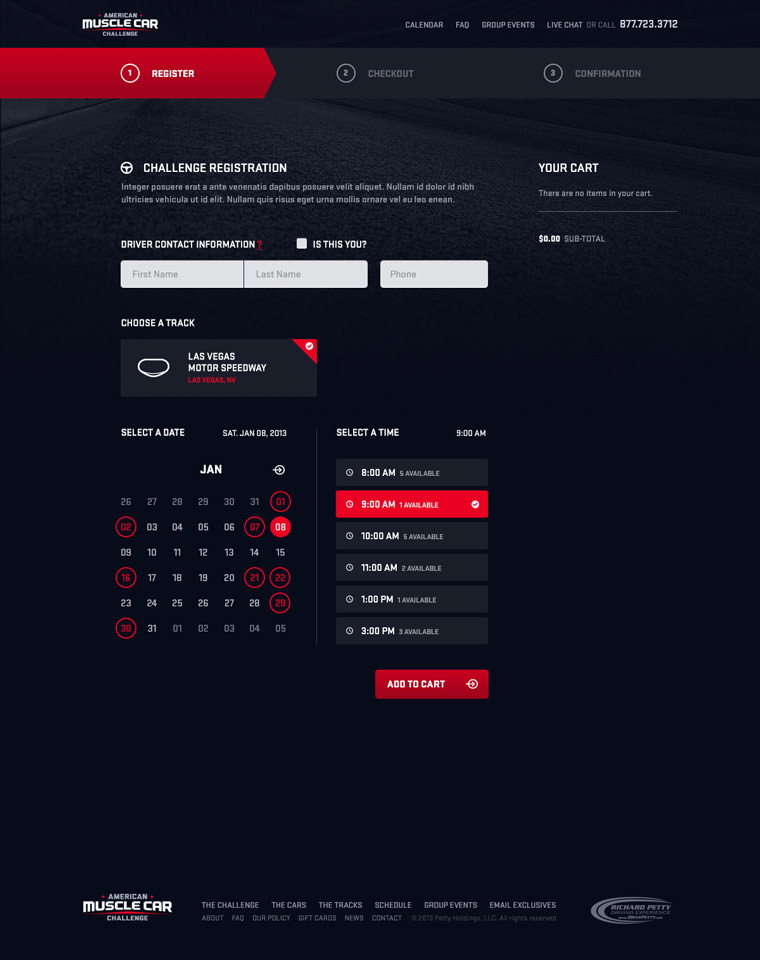 AMERICAN
MUSCLE CAR
CHALLENGE
CALENDAR FAQ GROUP EVENTS LIVE CHAT OR CALL 877.723.3712
1 REGISTER 2 CHECKOUT 3 CONFIRMATION
CHALLENGE REGISTRATION
Integer posuere erat a ante venenatis dapibus posuere velit aliquet. Nullam id dolor id nibh
ultricies vehicula ut id elit. Nullam quis risus eget urna mollis ornare vel eu leo enean.
YOUR CART
There are no items in your cart.
$0.00 SUB-TOTAL
DRIVER CONTACT INFORMATION ? IS THIS YOU?
First Name Last Name Phone
CHOOSE A TRACK
LAS VEGAS
MOTOR SPEEDWAY
LAS VEGAS, NV
SELECT A DATE SAT. JAN 08, 2013
JAN
26 27 28 29 30 31 01
02 03 04 05 06 07 08
09 10 11 12 13 14 15
16 17 18 19 20 21 22
23 24 25 26 27 28 29
30 31 01 02 03 04 05
SELECT A TIME 9:00 AM
8:00 AM 5 AVAILABLE
9:00 AM 1 AVAILABLE
10:00 AM 5 AVAILABLE
11:00 AM 2 AVAILABLE
1:00 PM 1 AVAILABLE
3:00 PM 3 AVAILABLE
ADD TO CART
AMERICAN
MUSCLE CAR
CHALLENGE
THE CHALLENGE THE CARS THE TRACKS SCHEDULE GROUP EVENTS EMAIL EXCLUSIVES
ABOUT FAQ OUR POLICY GIFT CARDS NEWS CONTACT © 2013 Petty Holdings, LLC. All rights reserved.
RICHARD PETTY
DRIVING EXPERIENCE
www.DrivePetty.com